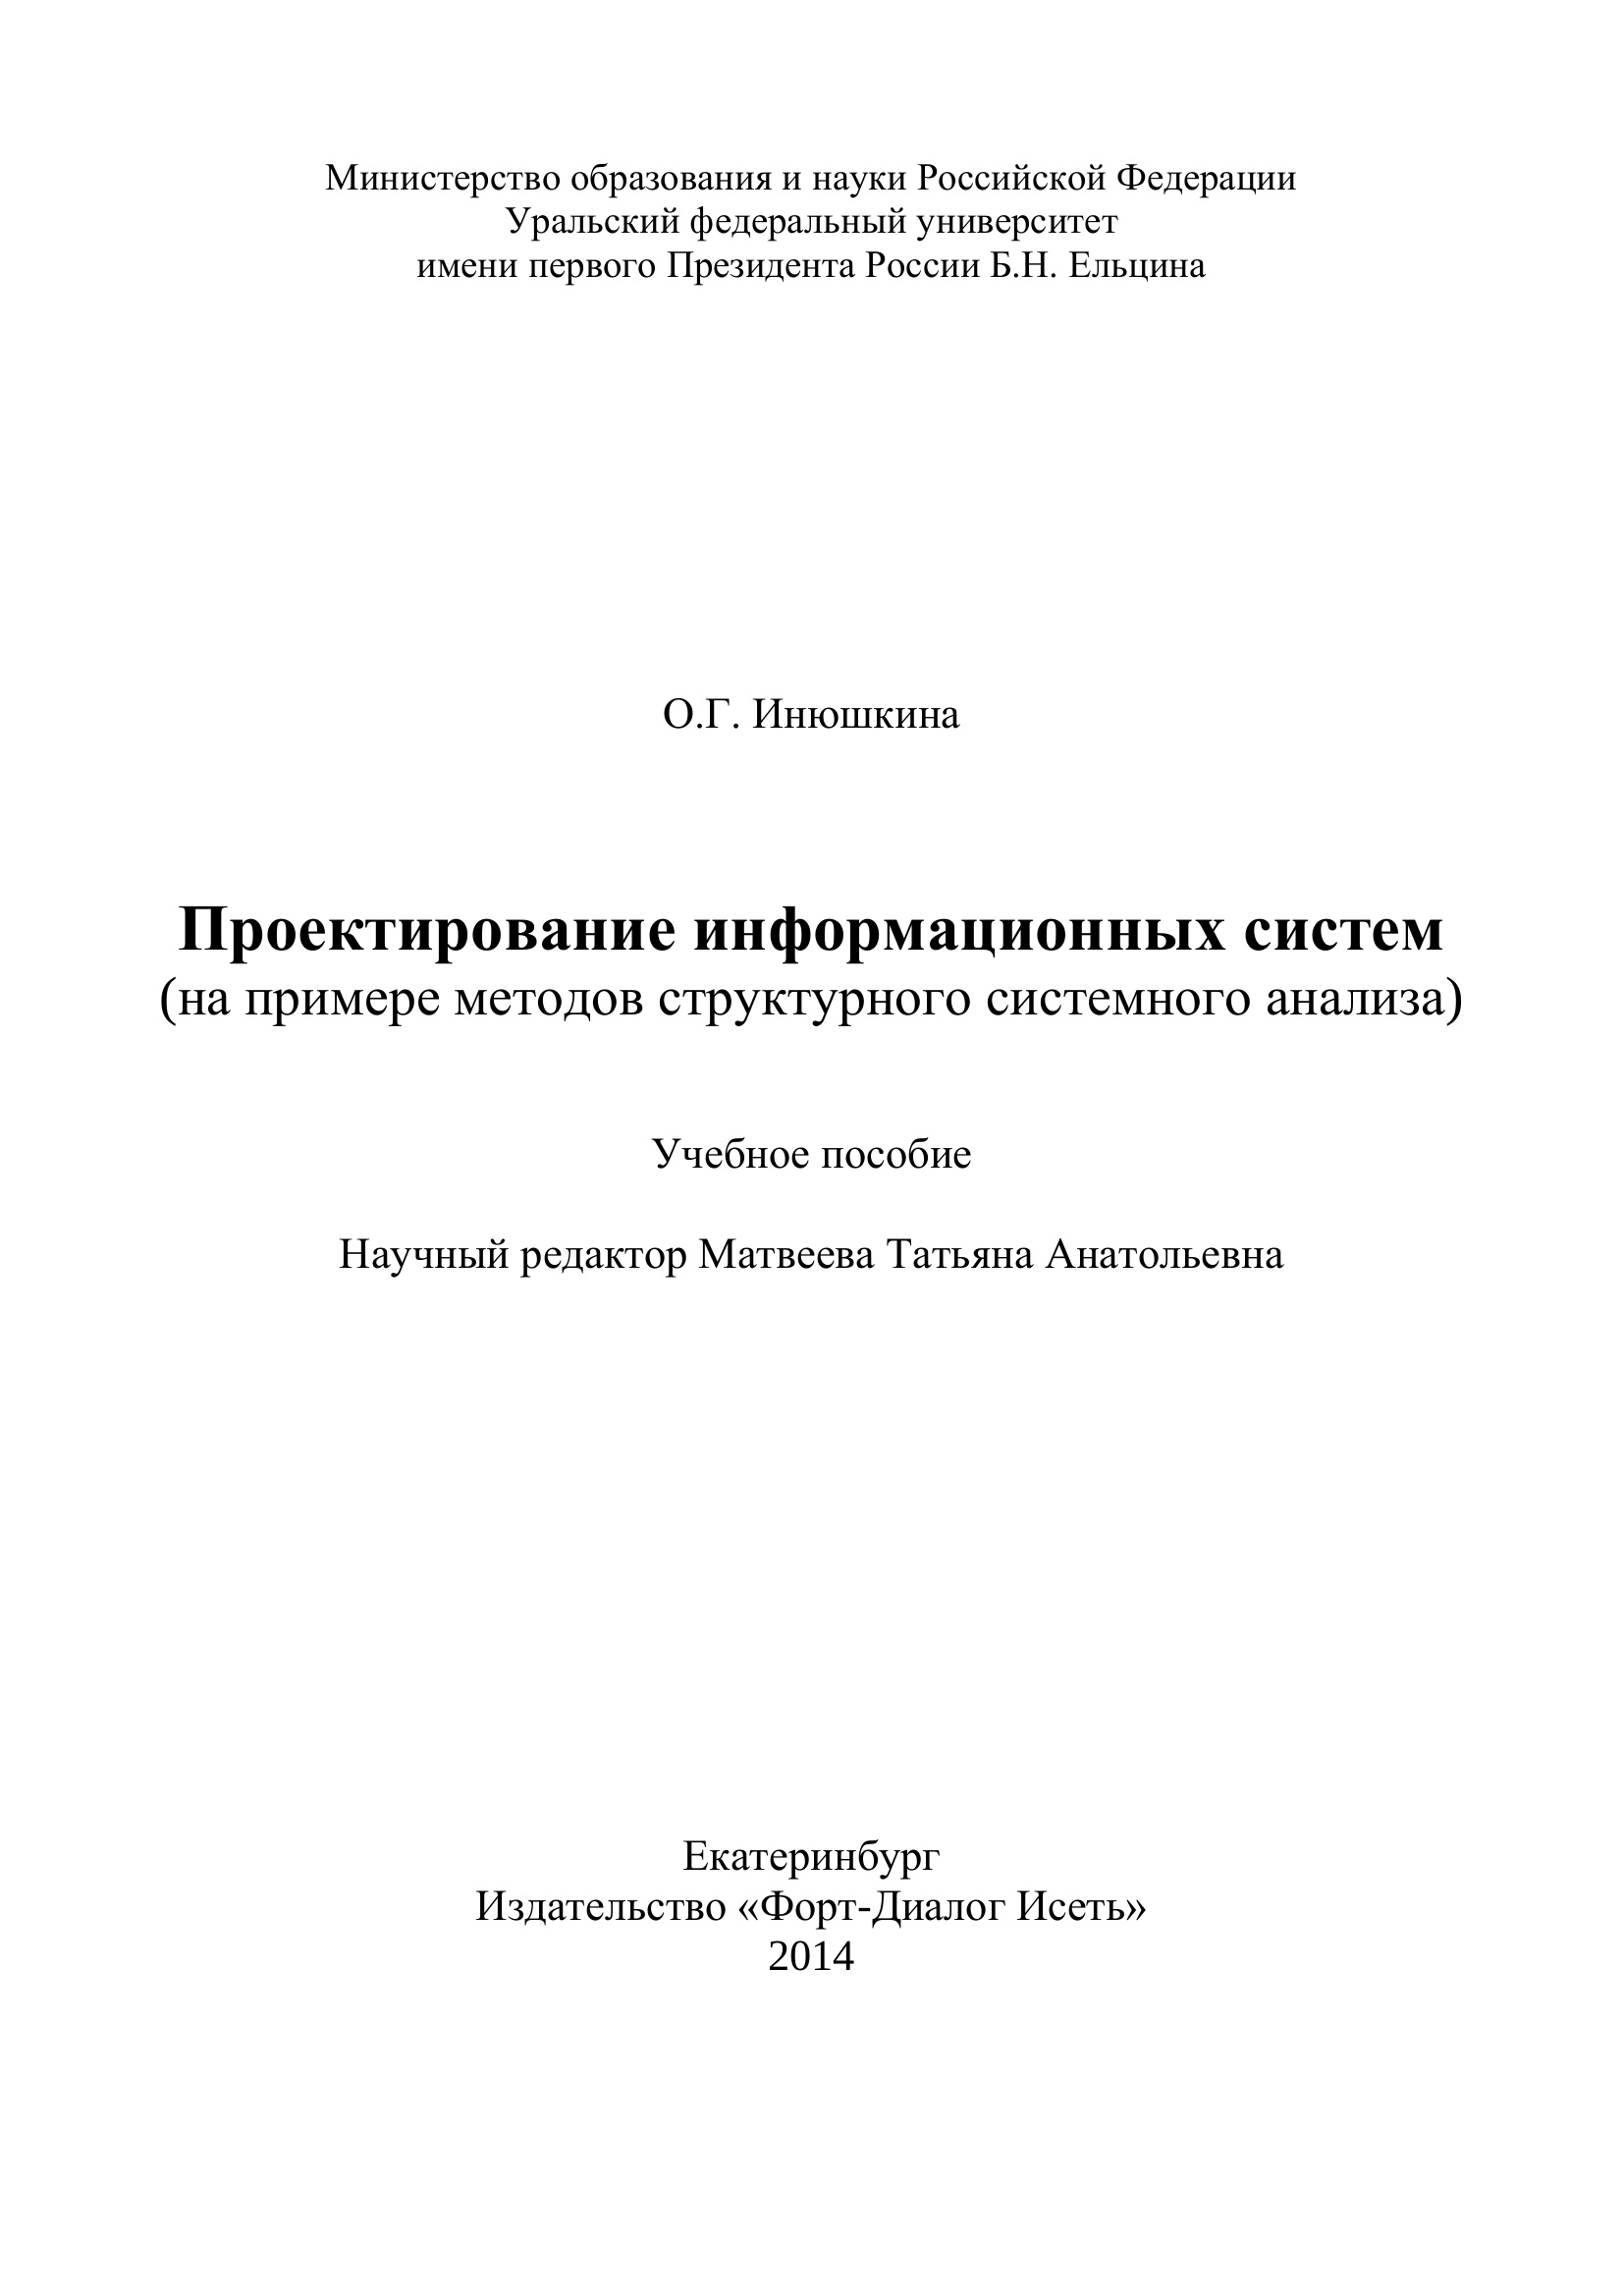 Министерство образования и науки Российской Федерации
Уральский федеральный университет
имени первого Президента России Б.Н. Ельцина
О.Г. Инюшкина
Проектирование информационных систем
(на примере методов структурного системного анализа)
Учебное пособие
Научный редактор Матвеева Татьяна Анатольевна
Екатеринбург
Издательство «Форт-Диалог Исеть»
2014